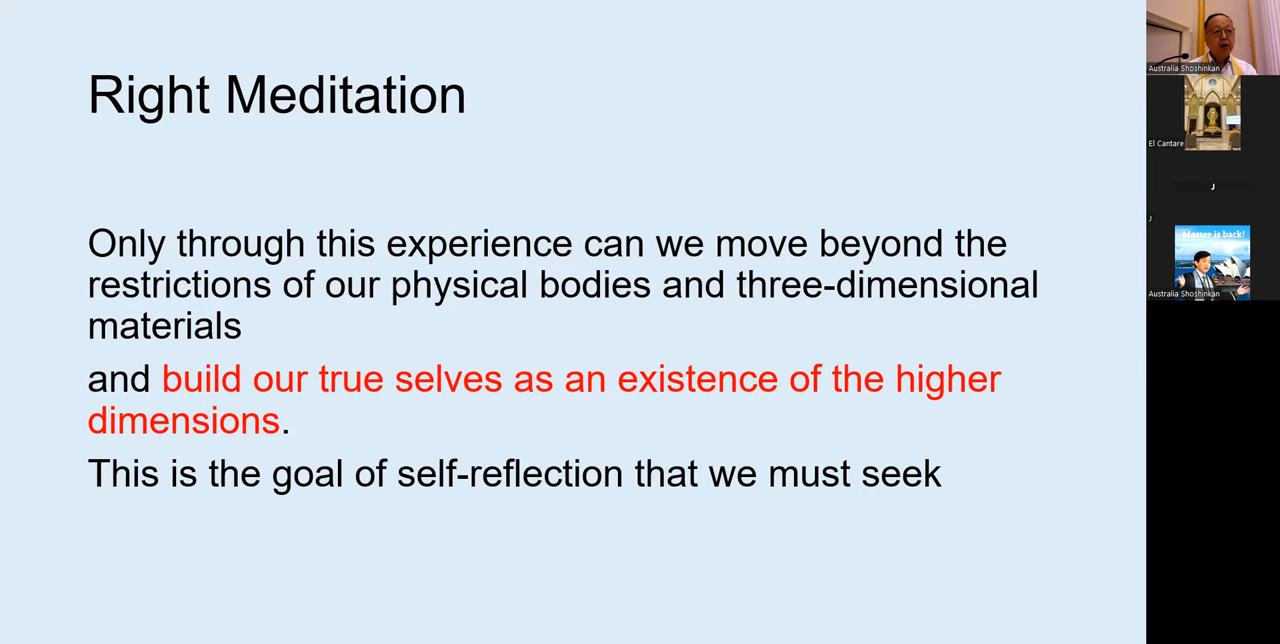 Right Meditation
Only through this experience can we move beyond the
restrictions of our physical bodies and three-dimensional
materials
and build our true selves as an existence of the higher
dimensions.
This is the goal of self-reflection that we must seek
Australia Shoshinkan
El Cantare
J
J
Master is back!
Australia Shoshinkan